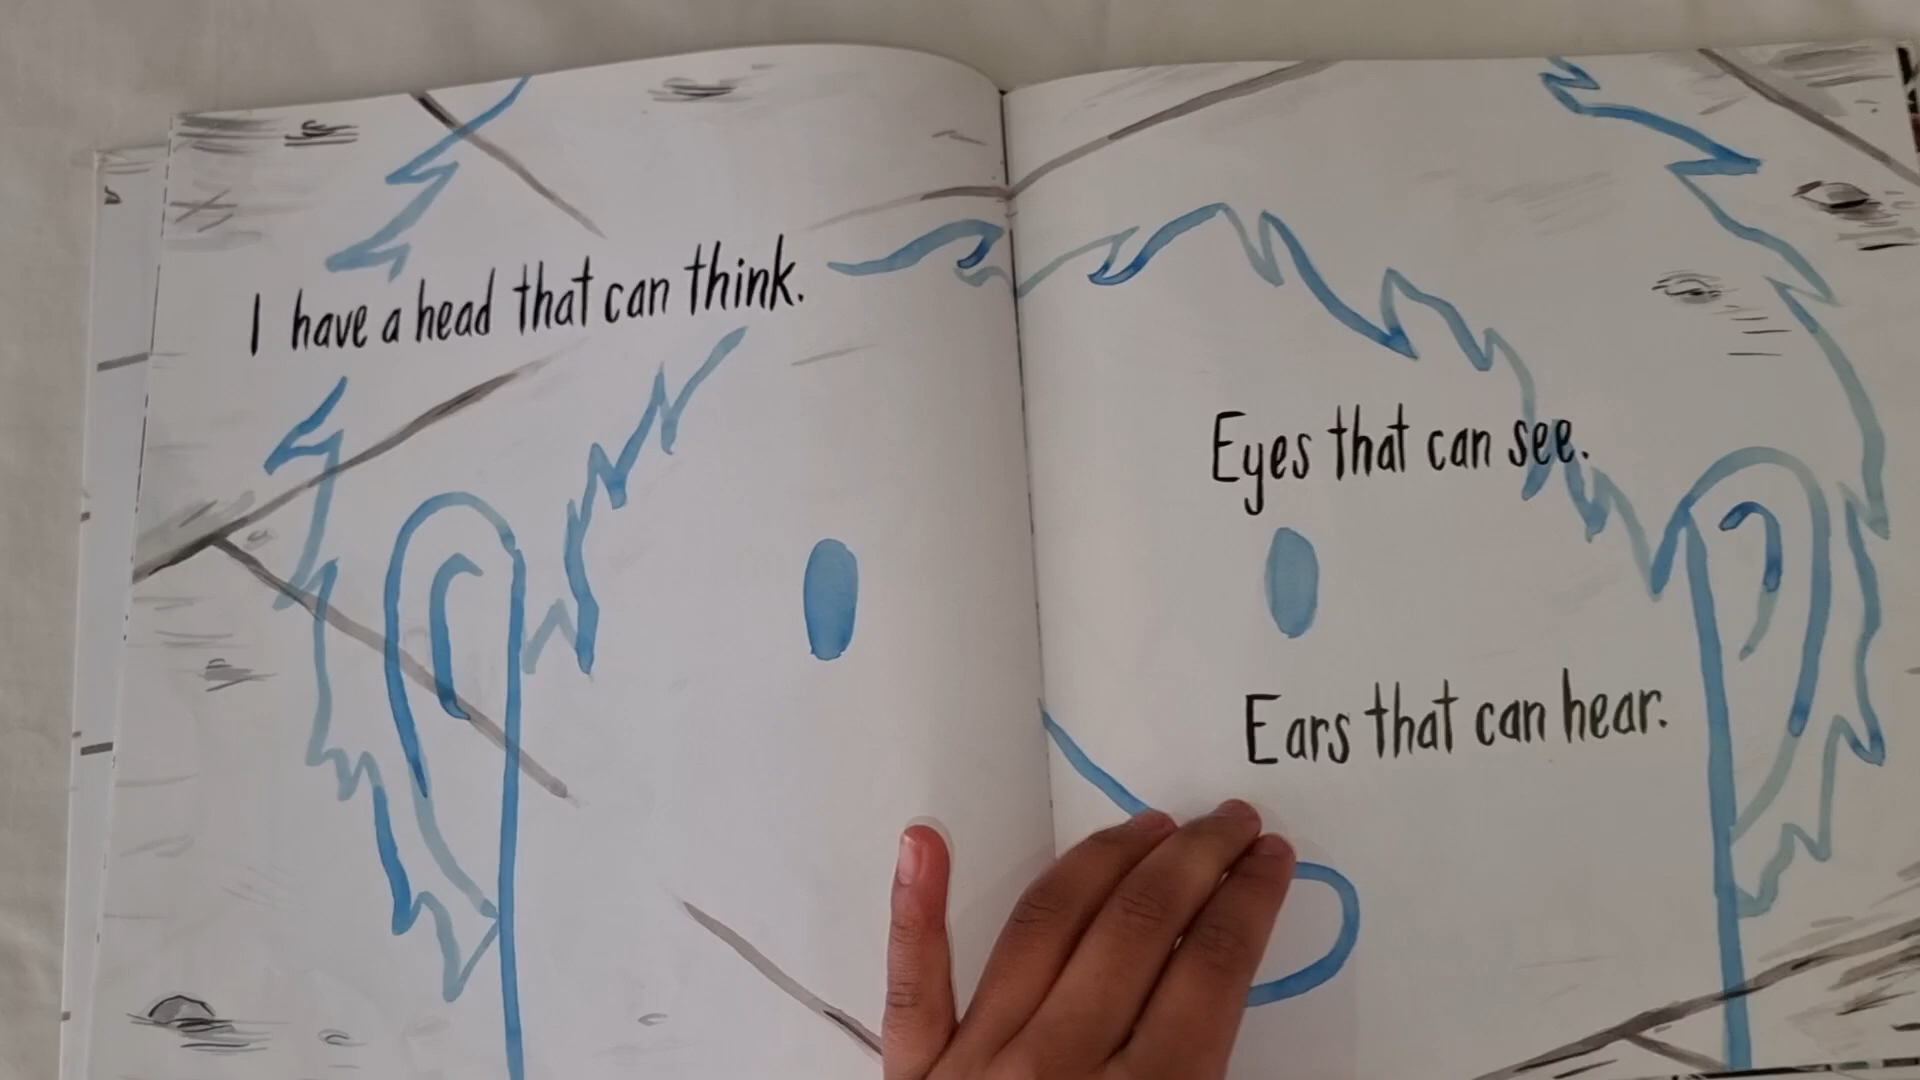 I have a head that can think.
Eyes that can see.
Ears that can hear.